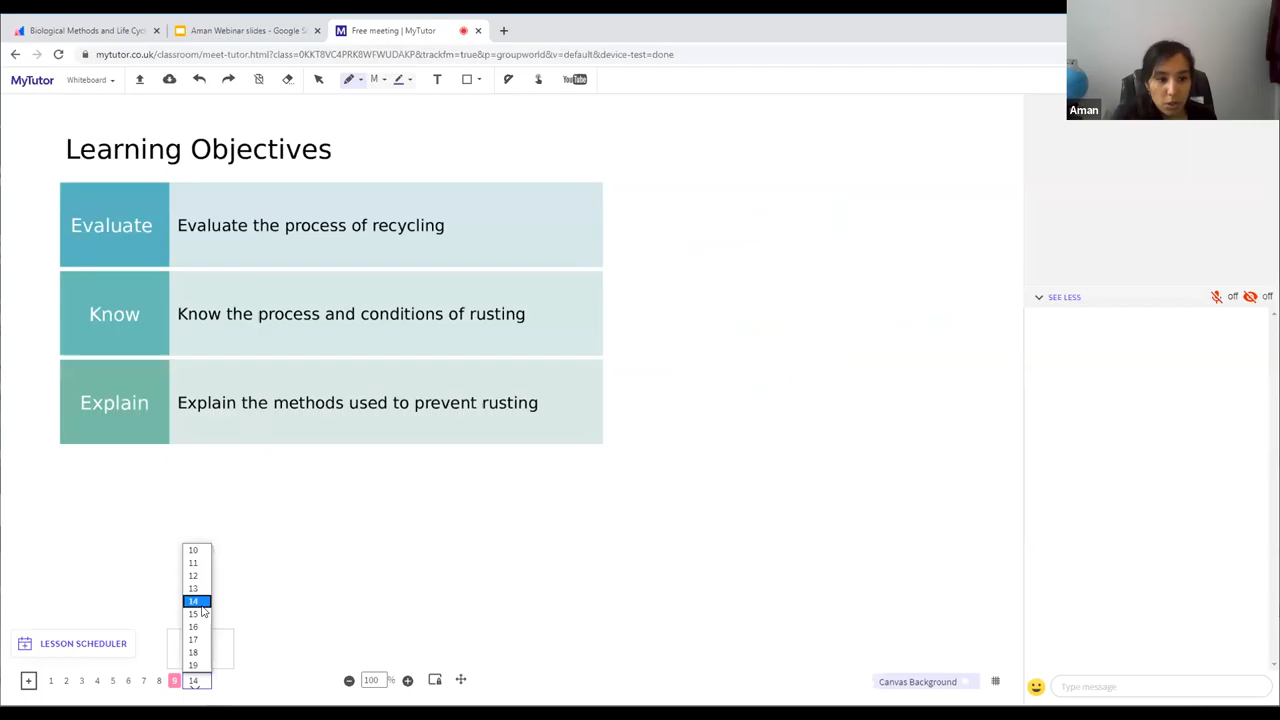 Biological Methods and Life Cyc
Aman Webinar slides - Google S
Free meeting | MyTutor
mytutor.co.uk/classroom/meet-tutor.html?class=0KKT8VC4PRK8WFWUDAKP&trackfm=true&p=groupworld&v=default&device-test=done
MyTutor
Whiteboard
M
T
YouTube
Aman
Learning Objectives
Evaluate
Evaluate the process of recycling
Know
Know the process and conditions of rusting
Explain
Explain the methods used to prevent rusting
SEE LESS
off
off
10
11
12
13
14
15
16
17
18
19
LESSON SCHEDULER
1 2 3 4 5 6 7 8 9 14
100 %
Canvas Background
Type message